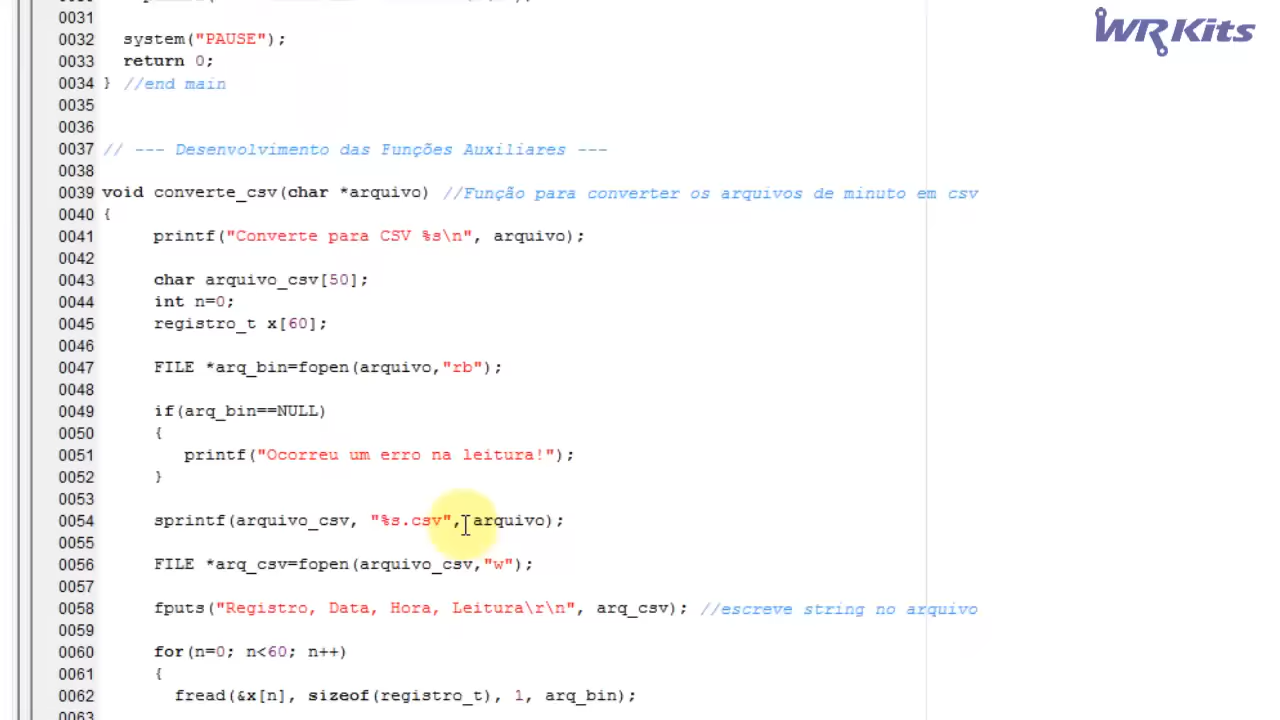 WR Kits
0031
0032 system("PAUSE");
0033 return 0;
0034 } //end main
0035
0036
0037 // --- Desenvolvimento das Funções Auxiliares ---
0038
0039 void converte_csv(char *arquivo) //Função para converter os arquivos de minuto em csv
0040 {
0041 printf("Converte para CSV %s\n", arquivo);
0042
0043 char arquivo_csv[50];
0044 int n=0;
0045 registro_t x[60];
0046
0047 FILE *arq_bin=fopen(arquivo,"rb");
0048
0049 if(arq_bin==NULL)
0050 {
0051 printf("Ocorreu um erro na leitura!");
0052 }
0053
0054 sprintf(arquivo_csv, "%s.csv", arquivo);
0055
0056 FILE *arq_csv=fopen(arquivo_csv,"w");
0057
0058 fputs("Registro, Data, Hora, Leitura\r\n", arq_csv); //escreve string no arquivo
0059
0060 for(n=0; n<60; n++)
0061 {
0062 fread(&x[n], sizeof(registro_t), 1, arq_bin);
0063